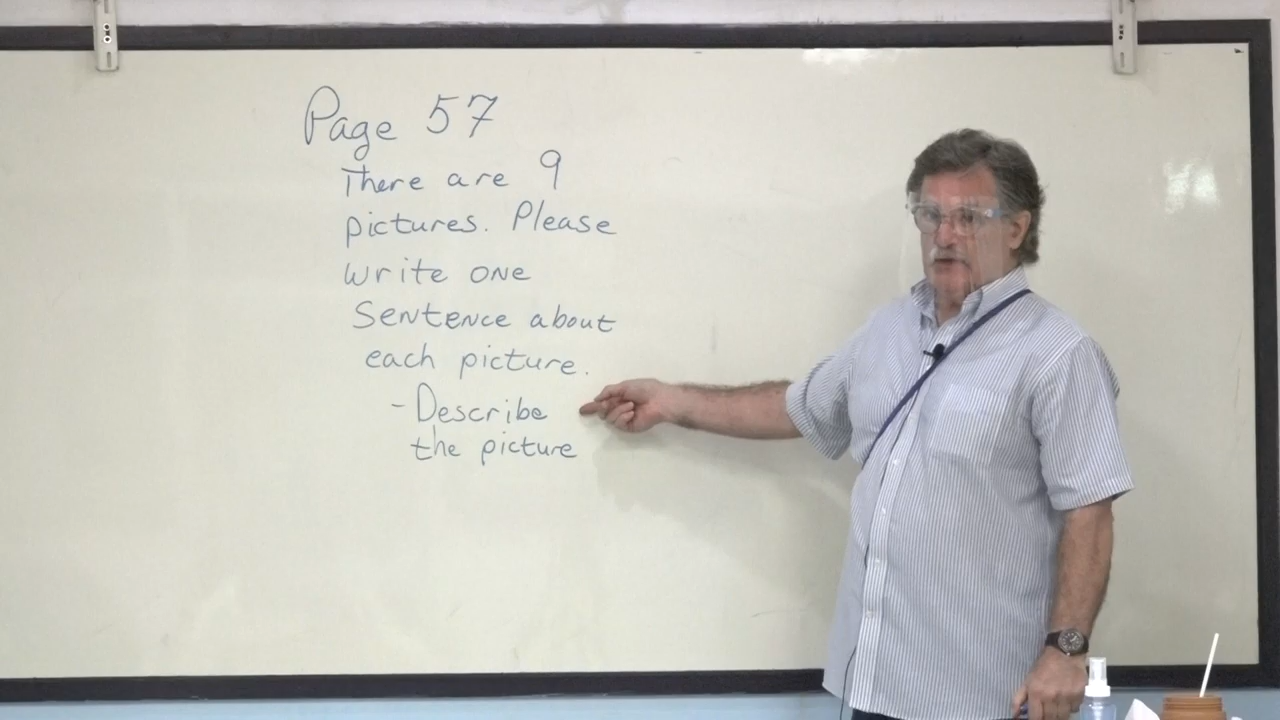 Page 57
There are 9
pictures. Please
write one
Sentence about
each picture.
-Describe
the picture